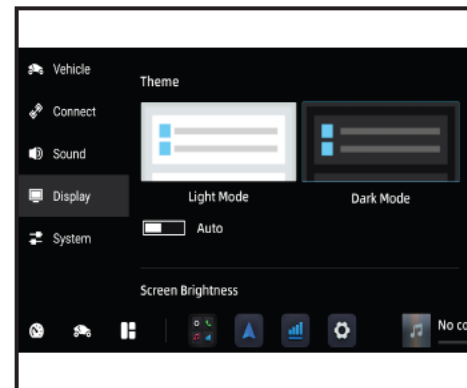 Vehicle
Connect
Sound
Display
System
Theme
Light Mode
Dark Mode
Auto
Screen Brightness
No co